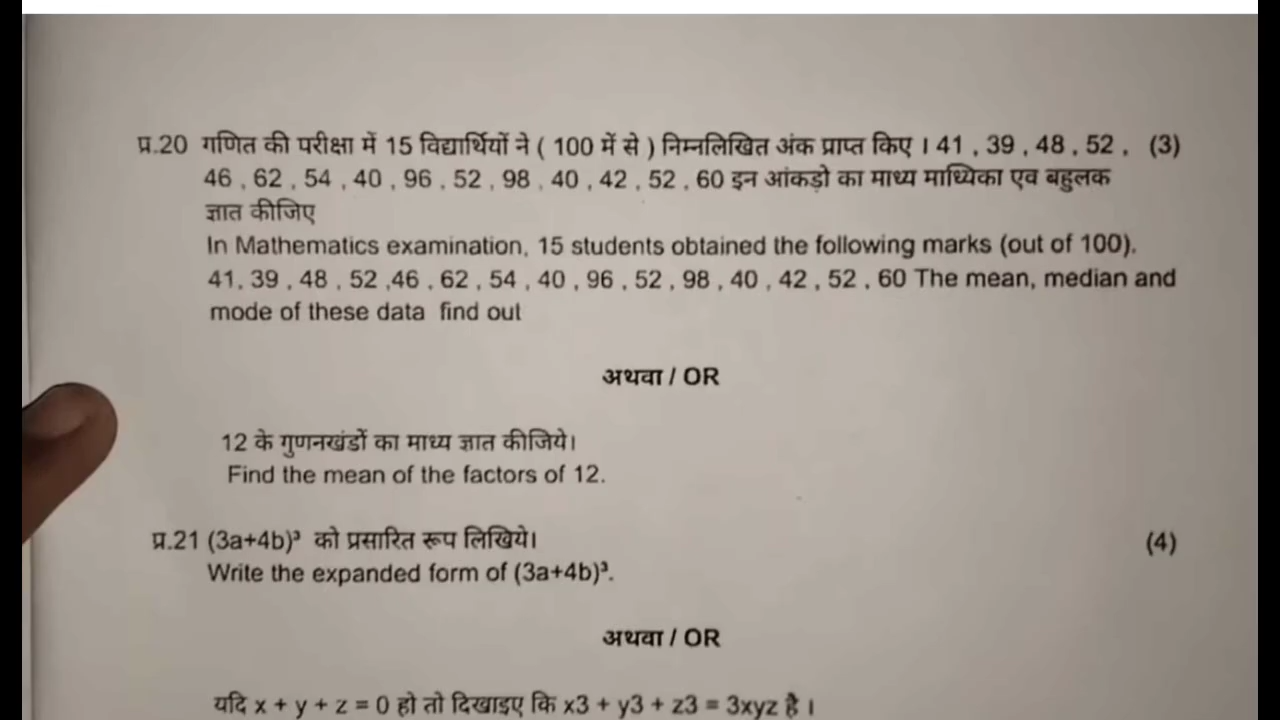 प्र.20 गणित की परीक्षा में 15 विद्यार्थियों ने ( 100 में से ) निम्नलिखित अंक प्राप्त किए । 41 , 39 , 48 , 52 , (3)
46 , 62 , 54 , 40 , 96 , 52 , 98 , 40 , 42 , 52 , 60 इन आंकड़ो का माध्य माध्यिका एव बहुलक
ज्ञात कीजिए
In Mathematics examination, 15 students obtained the following marks (out of 100).
41, 39 , 48 , 52 ,46 , 62 , 54 , 40 , 96 , 52 , 98 , 40 , 42 , 52 , 60 The mean, median and
mode of these data find out
अथवा / OR
12 के गुणनखंडों का माध्य ज्ञात कीजिये।
Find the mean of the factors of 12.
प्र.21 (3a+4b)³ को प्रसारित रूप लिखिये। (4)
Write the expanded form of (3a+4b)³.
अथवा / OR
यदि x + y + z = 0 हो तो दिखाइए कि x3 + y3 + z3 = 3xyz है ।